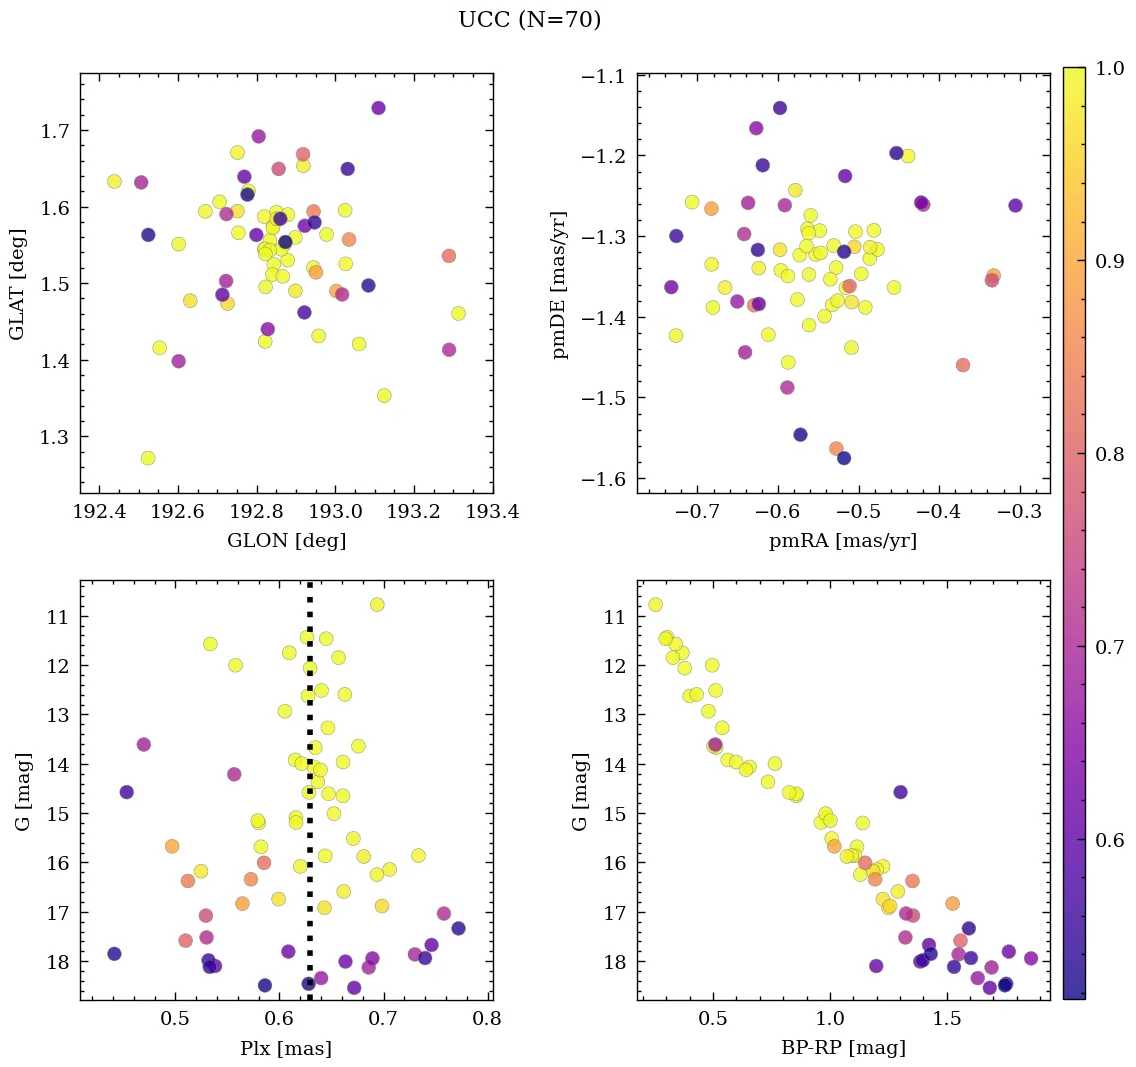 UCC (N=70)
1.7
1.6
1.5
1.4
1.3
GLAT [deg]
192.4 192.6 192.8 193.0 193.2 193.4
GLON [deg]
−1.1
−1.2
−1.3
−1.4
−1.5
−1.6
pmDE [mas/yr]
−0.7 −0.6 −0.5 −0.4 −0.3
pmRA [mas/yr]
1.0
0.9
0.8
0.7
0.6
11
12
13
14
15
16
17
18
G [mag]
0.5 0.6 0.7 0.8
Plx [mas]
11
12
13
14
15
16
17
18
G [mag]
0.5 1.0 1.5
BP-RP [mag]